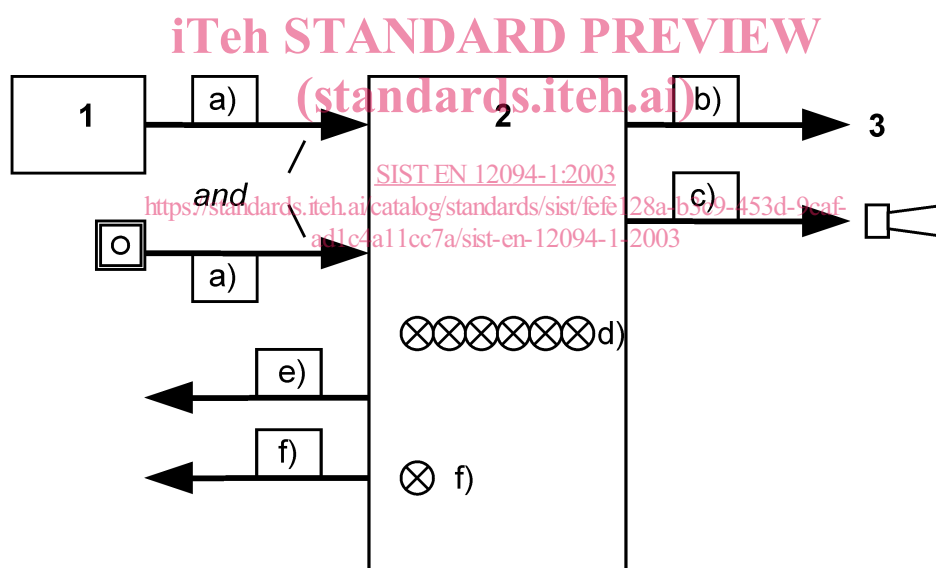 iTeh STANDARD PREVIEW
(standards.iteh.ai)
1
a)
2
b)
3
SIST EN 12094-1:2003
and
c)
https://standards.iteh.ai/catalog/standards/sist/fefe128a-b5c9-453d-9caf-
ad1c4a11cc7a/sist-en-12094-1-2003
a)
d)
e)
f)
f)